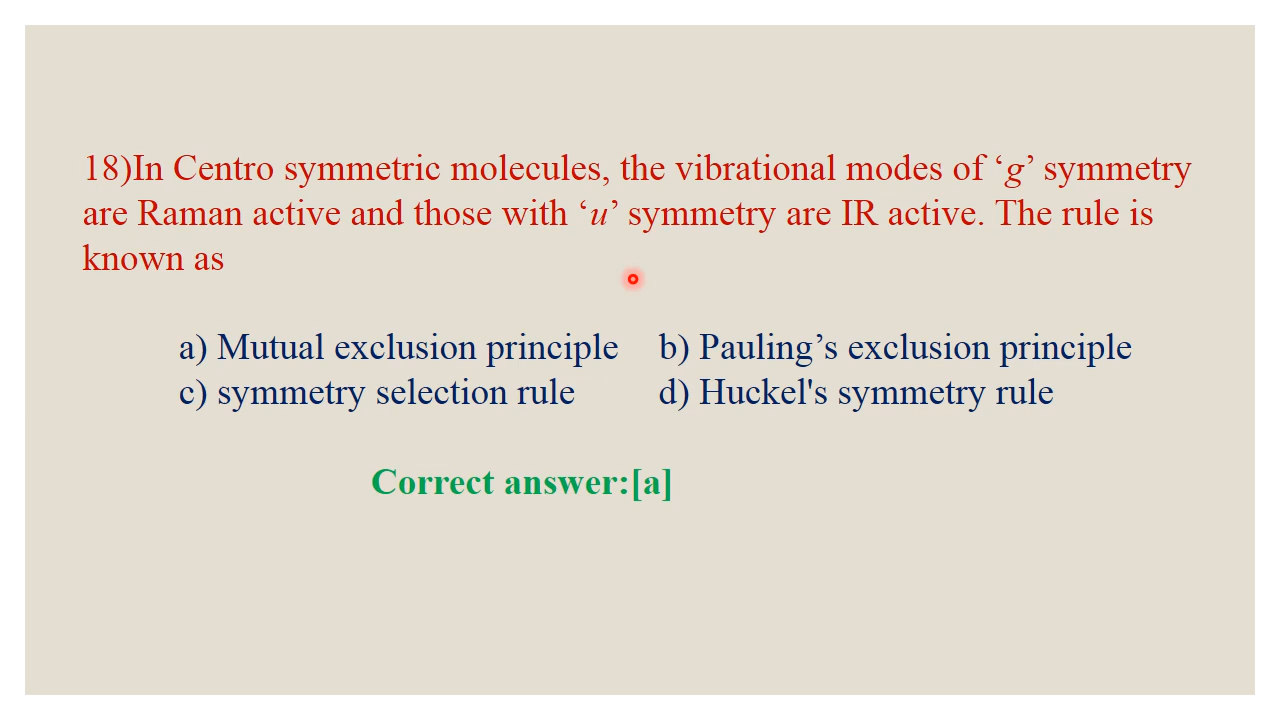 18)In Centro symmetric molecules, the vibrational modes of ‘g’ symmetry
are Raman active and those with ‘u’ symmetry are IR active. The rule is
known as
a) Mutual exclusion principle b) Pauling’s exclusion principle
c) symmetry selection rule d) Huckel's symmetry rule
Correct answer:[a]